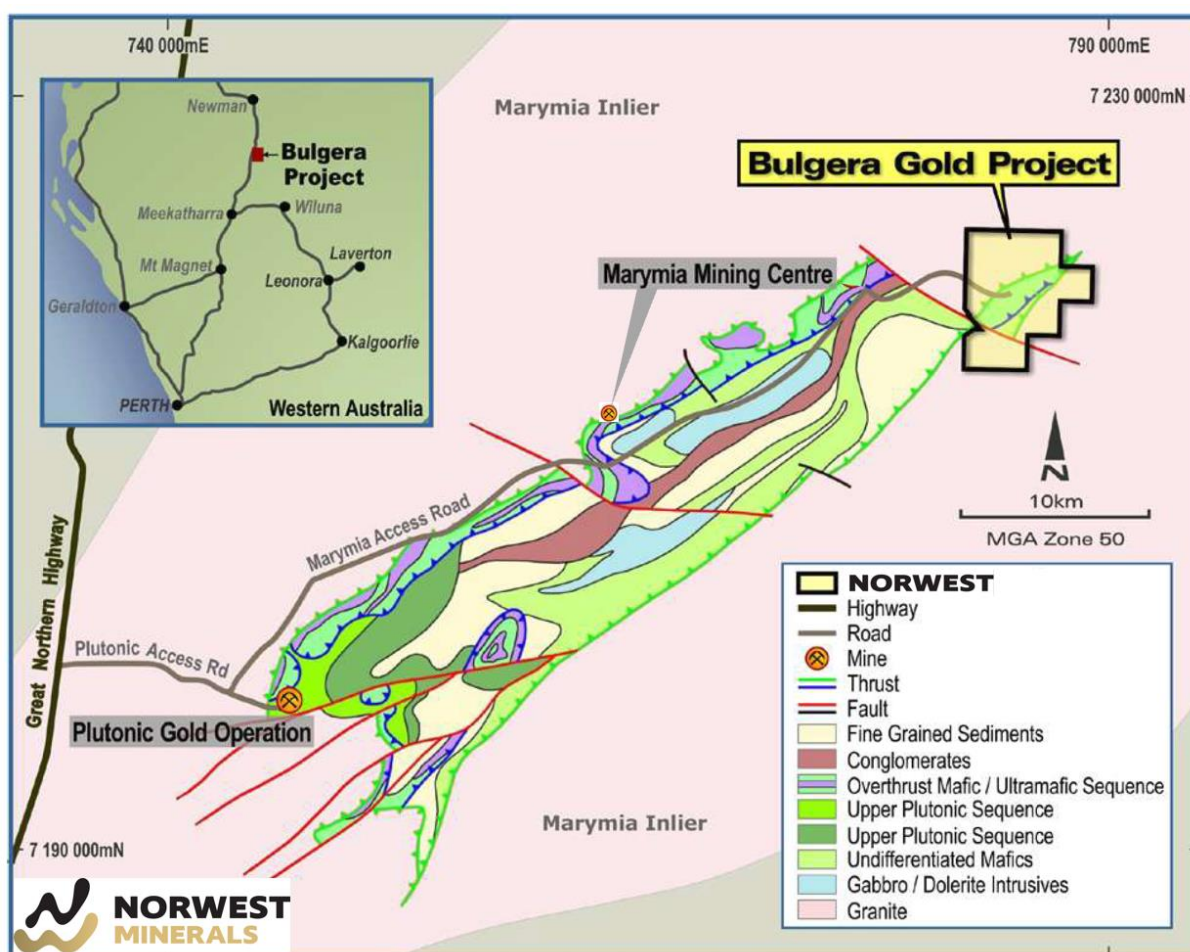 740 000mE
790 000mE
7 230 000mN
Marymia Inlier
Newman
Bulgera
Project
Meekatharra
Wiluna
Mt Magnet
Laverton
Leonora
Geraldton
Kalgoorlie
PERTH
Western Australia
Bulgera Gold Project
Marymia Mining Centre
N
10km
MGA Zone 50
Great Northern Highway
Marymia Access Road
Plutonic Access Rd
Plutonic Gold Operation
Marymia Inlier
7 190 000mN
NORWEST
Highway
Road
Mine
Thrust
Fault
Fine Grained Sediments
Conglomerates
Overthrust Mafic / Ultramafic Sequence
Upper Plutonic Sequence
Upper Plutonic Sequence
Undifferentiated Mafics
Gabbro / Dolerite Intrusives
Granite
NORWEST
MINERALS